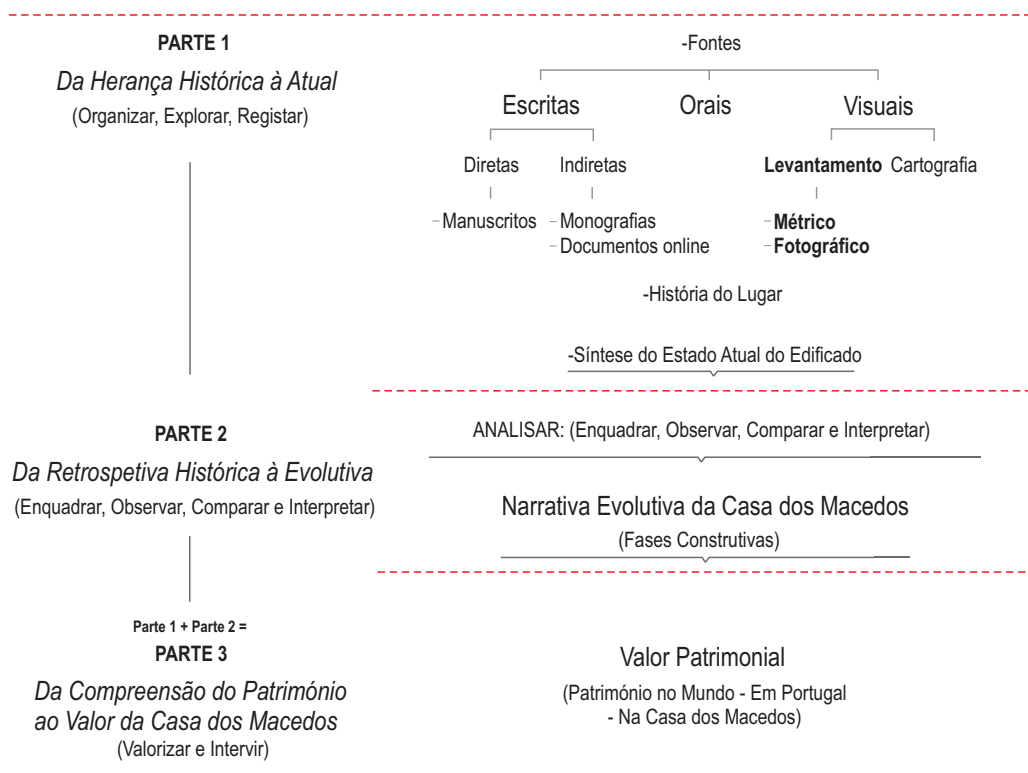 PARTE 1
Da Herança Histórica à Atual
(Organizar, Explorar, Registar)
-Fontes
Escritas Orais Visuais
Diretas Indiretas Levantamento Cartografia
-Manuscritos -Monografias -Métrico
-Documentos online -Fotográfico
-História do Lugar
-Síntese do Estado Atual do Edificado
PARTE 2
Da Retrospetiva Histórica à Evolutiva
(Enquadrar, Observar, Comparar e Interpretar)
ANALISAR: (Enquadrar, Observar, Comparar e Interpretar)
Narrativa Evolutiva da Casa dos Macedos
(Fases Construtivas)
Parte 1 + Parte 2 =
PARTE 3
Da Compreensão do Património
ao Valor da Casa dos Macedos
(Valorizar e Intervir)
Valor Patrimonial
(Património no Mundo - Em Portugal
- Na Casa dos Macedos)